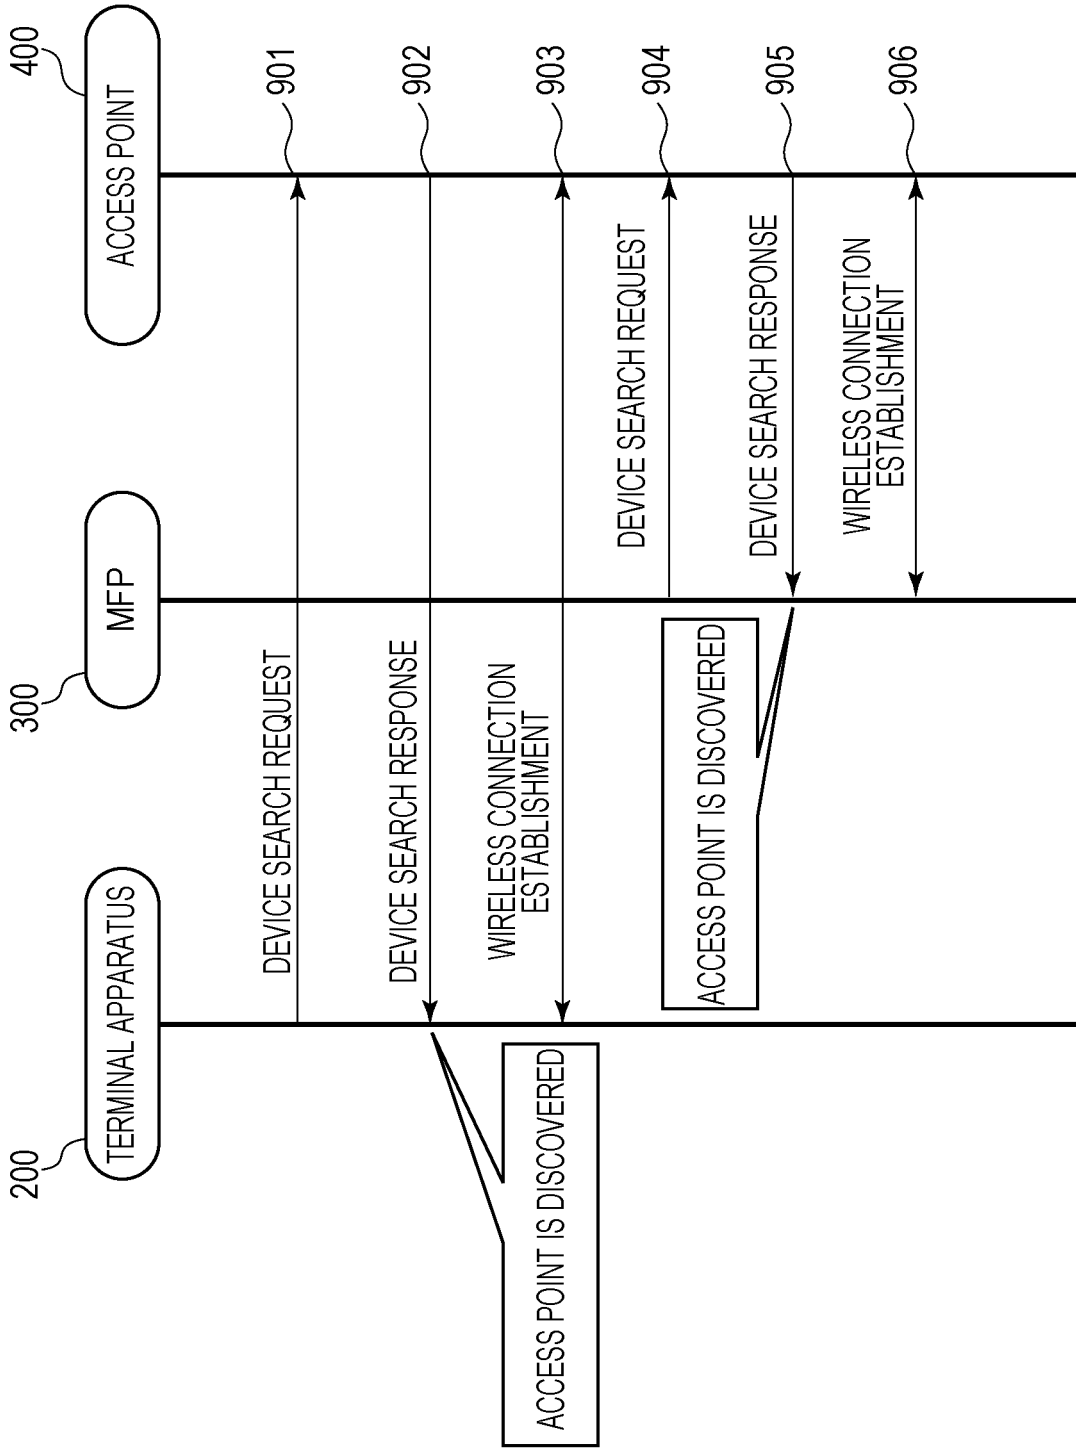 200
300
400
TERMINAL APPARATUS
MFP
ACCESS POINT
DEVICE SEARCH REQUEST
901
DEVICE SEARCH RESPONSE
902
WIRELESS CONNECTION
ESTABLISHMENT
903
ACCESS POINT IS DISCOVERED
DEVICE SEARCH REQUEST
904
ACCESS POINT IS DISCOVERED
DEVICE SEARCH RESPONSE
905
WIRELESS CONNECTION
ESTABLISHMENT
906